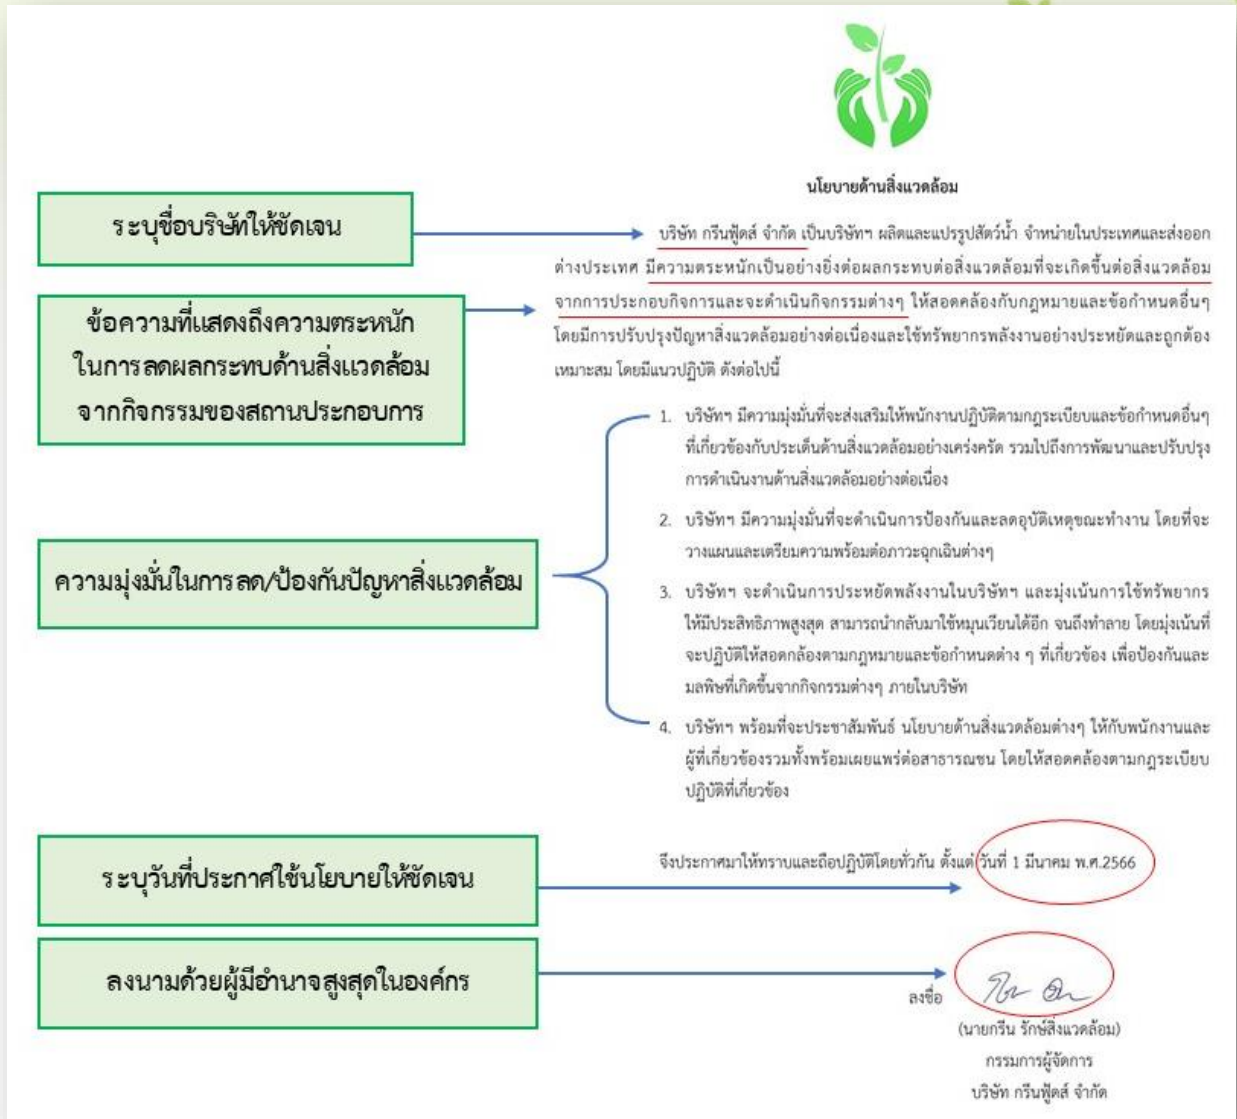 นโยบายด้านสิ่งแวดล้อม
ระบุชื่อบริษัทให้ชัดเจน
บริษัท กรีนฟู้ดส์ จำกัด เป็นบริษัทฯ ผลิตและแปรรูปสัตว์น้ำ จำหน่ายในประเทศและส่งออก
ต่างประเทศ มีความตระหนักเป็นอย่างยิ่งต่อผลกระทบต่อสิ่งแวดล้อมที่จะเกิดขึ้นต่อสิ่งแวดล้อม
จากการประกอบกิจการและจะดำเนินกิจกรรมต่างๆ ให้สอดคล้องกับกฎหมายและข้อกำหนดอื่นๆ
โดยมีการปรับปรุงปัญหาสิ่งแวดล้อมอย่างต่อเนื่องและใช้ทรัพยากรพลังงานอย่างประหยัดและถูกต้อง
เหมาะสม โดยมีแนวปฏิบัติ ดังต่อไปนี้
ข้อความที่แสดงถึงความตระหนัก
ในการลดผลกระทบด้านสิ่งแวดล้อม
จากกิจกรรมของสถานประกอบการ
1. บริษัทฯ มีความมุ่งมั่นที่จะส่งเสริมให้พนักงานปฏิบัติตามกฎระเบียบและข้อกำหนดอื่นๆ
ที่เกี่ยวข้องกับประเด็นด้านสิ่งแวดล้อมอย่างเคร่งครัด รวมไปถึงการพัฒนาและปรับปรุง
การดำเนินงานด้านสิ่งแวดล้อมอย่างต่อเนื่อง
2. บริษัทฯ มีความมุ่งมั่นที่จะดำเนินการป้องกันและลดอุบัติเหตุขณะทำงาน โดยที่จะ
วางแผนและเตรียมความพร้อมต่อภาวะฉุกเฉินต่างๆ
ความมุ่งมั่นในการลด/ป้องกันปัญหาสิ่งแวดล้อม
3. บริษัทฯ จะดำเนินการประหยัดพลังงานในบริษัทฯ และมุ่งเน้นการใช้ทรัพยากร
ให้มีประสิทธิภาพสูงสุด สามารถนำกลับมาใช้หมุนเวียนได้อีก จนถึงทำลาย โดยมุ่งเน้นที่
จะปฏิบัติให้สอดกล้องตามกฎหมายและข้อกำหนดต่าง ๆ ที่เกี่ยวข้อง เพื่อป้องกันและ
มลพิษที่เกิดขึ้นจากกิจกรรมต่างๆ ภายในบริษัท
4. บริษัทฯ พร้อมที่จะประชาสัมพันธ์ นโยบายด้านสิ่งแวดล้อมต่างๆ ให้กับพนักงานและ
ผู้ที่เกี่ยวข้องรวมทั้งพร้อมเผยแพร่ต่อสาธารณชน โดยให้สอดคล้องตามกฎระเบียบ
ปฏิบัติที่เกี่ยวข้อง
ระบุวันที่ประกาศใช้นโยบายให้ชัดเจน
จึงประกาศมาให้ทราบและถือปฏิบัติโดยทั่วกัน ตั้งแต่ วันที่ 1 มีนาคม พ.ศ.2566
ลงนามด้วยผู้มีอำนาจสูงสุดในองค์กร
ลงชื่อ
(นายกรีน รักษ์สิ่งแวดล้อม)
กรรมการผู้จัดการ
บริษัท กรีนฟู้ดส์ จำกัด